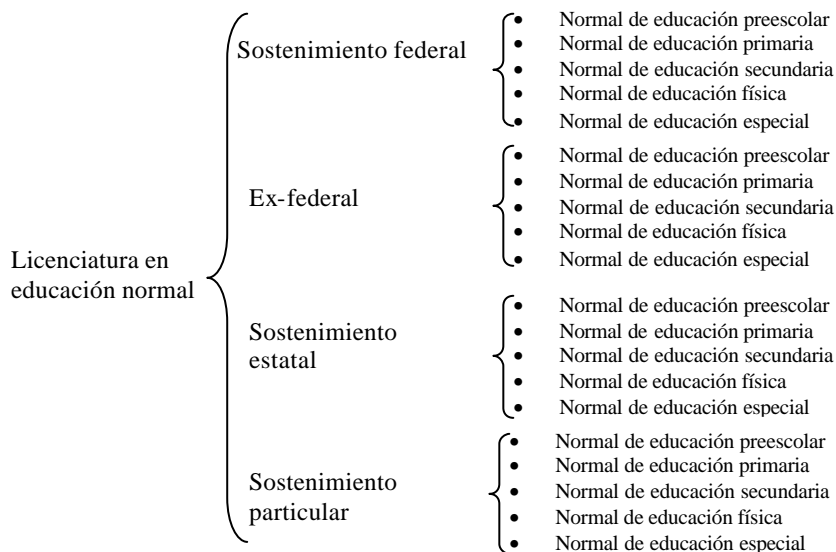 Licenciatura en
educación normal
Sostenimiento federal
• Normal de educación preescolar
• Normal de educación primaria
• Normal de educación secundaria
• Normal de educación física
• Normal de educación especial
Ex-federal
• Normal de educación preescolar
• Normal de educación primaria
• Normal de educación secundaria
• Normal de educación física
• Normal de educación especial
Sostenimiento
estatal
• Normal de educación preescolar
• Normal de educación primaria
• Normal de educación secundaria
• Normal de educación física
• Normal de educación especial
Sostenimiento
particular
• Normal de educación preescolar
• Normal de educación primaria
• Normal de educación secundaria
• Normal de educación física
• Normal de educación especial